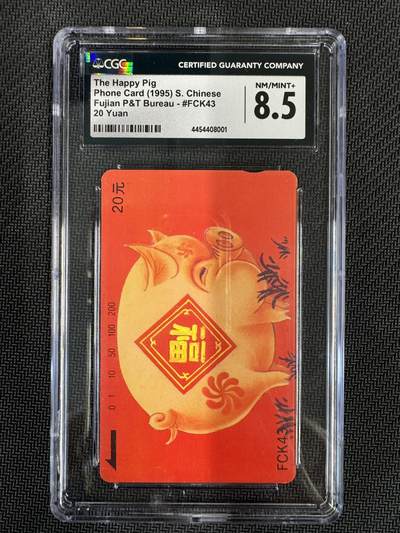 CGC
CERTIFIED GUARANTY COMPANY
The Happy Pig
Phone Card (1995) S. Chinese
Fujian P&T Bureau - #FCK43
20 Yuan
NM/MINT+
8.5
4454408001
20元
福
0 1 10 50 100 200
FCK43